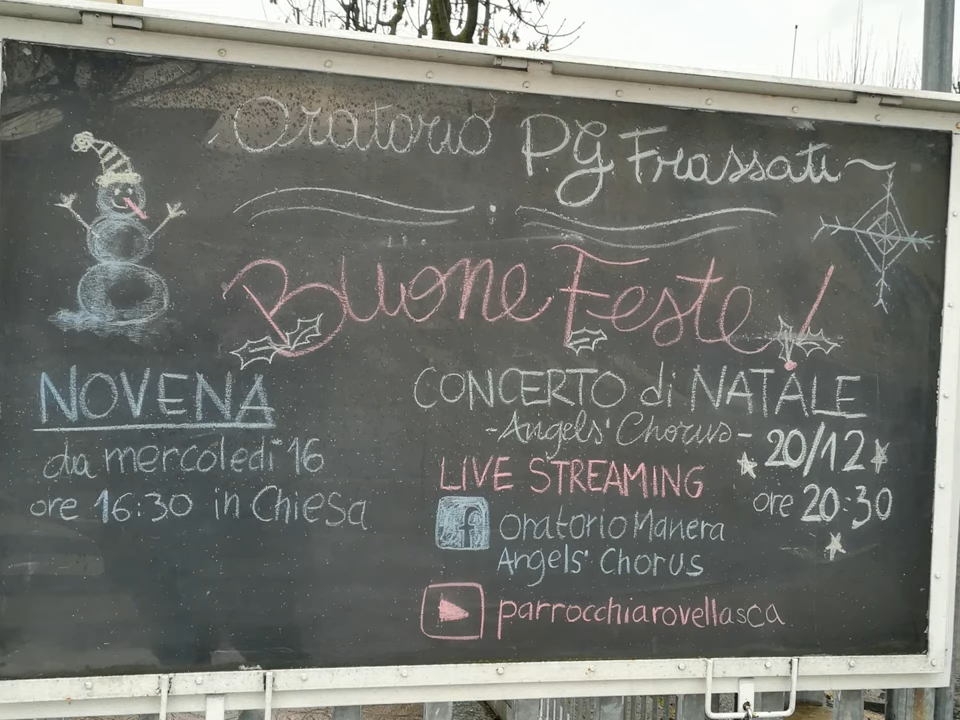 Oratorio P.G Frassati
Buone Feste!
NOVENA
da mercoledì 16
ore 16:30 in Chiesa
CONCERTO di NATALE
-Angels' Chorus-
20/12
ore 20:30
LIVE STREAMING
f oratorio Manera
Angels' Chorus
parrocchiarovellasca